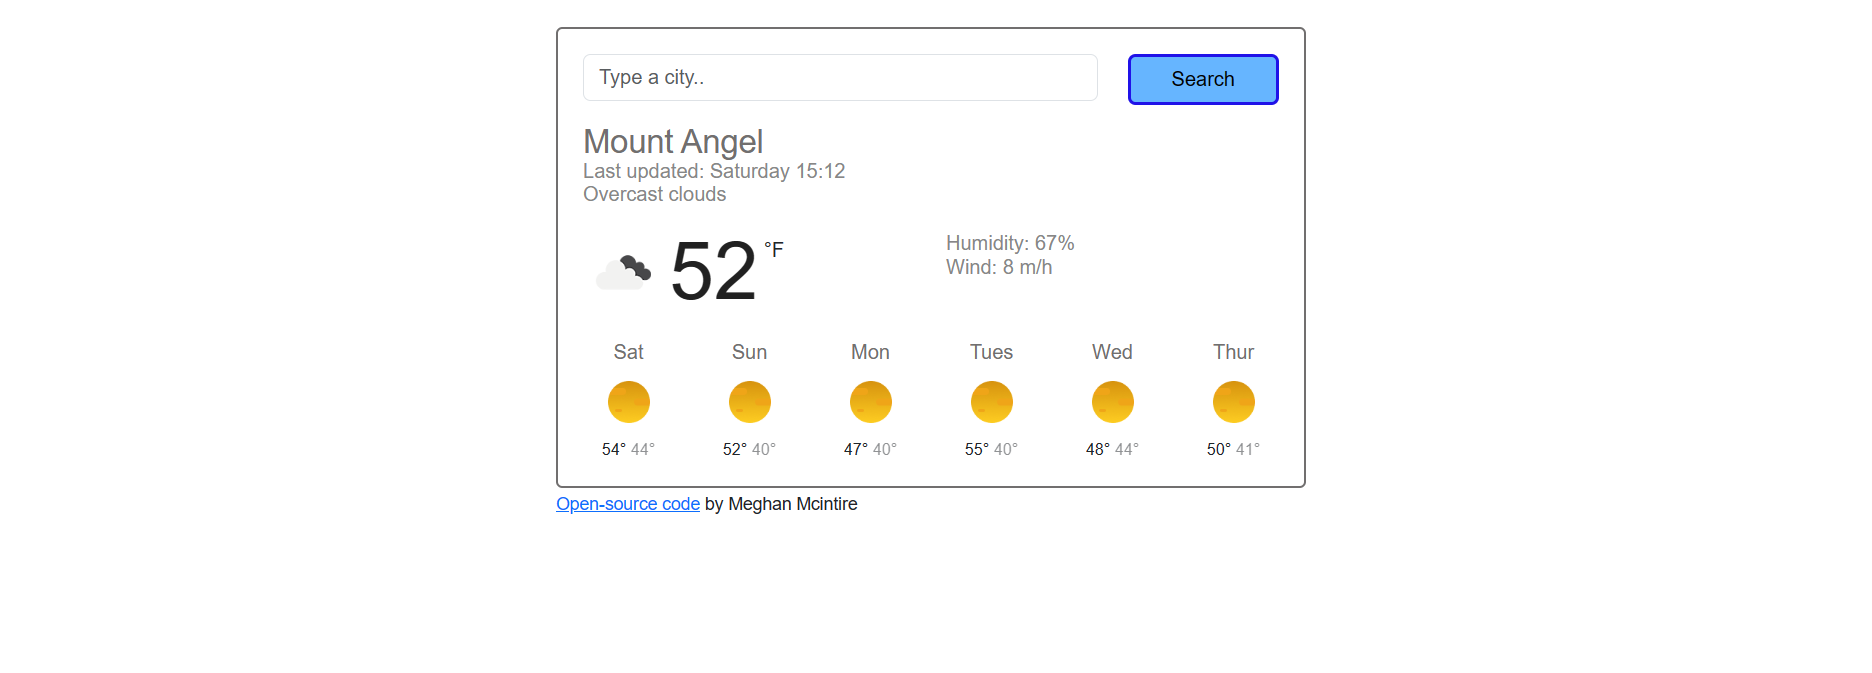 Type a city..
Search
Mount Angel
Last updated: Saturday 15:12
Overcast clouds
52 °F
Humidity: 67%
Wind: 8 m/h
Sat Sun Mon Tues Wed Thur
54° 44° 52° 40° 47° 40° 55° 40° 48° 44° 50° 41°
Open-source code by Meghan Mcintire